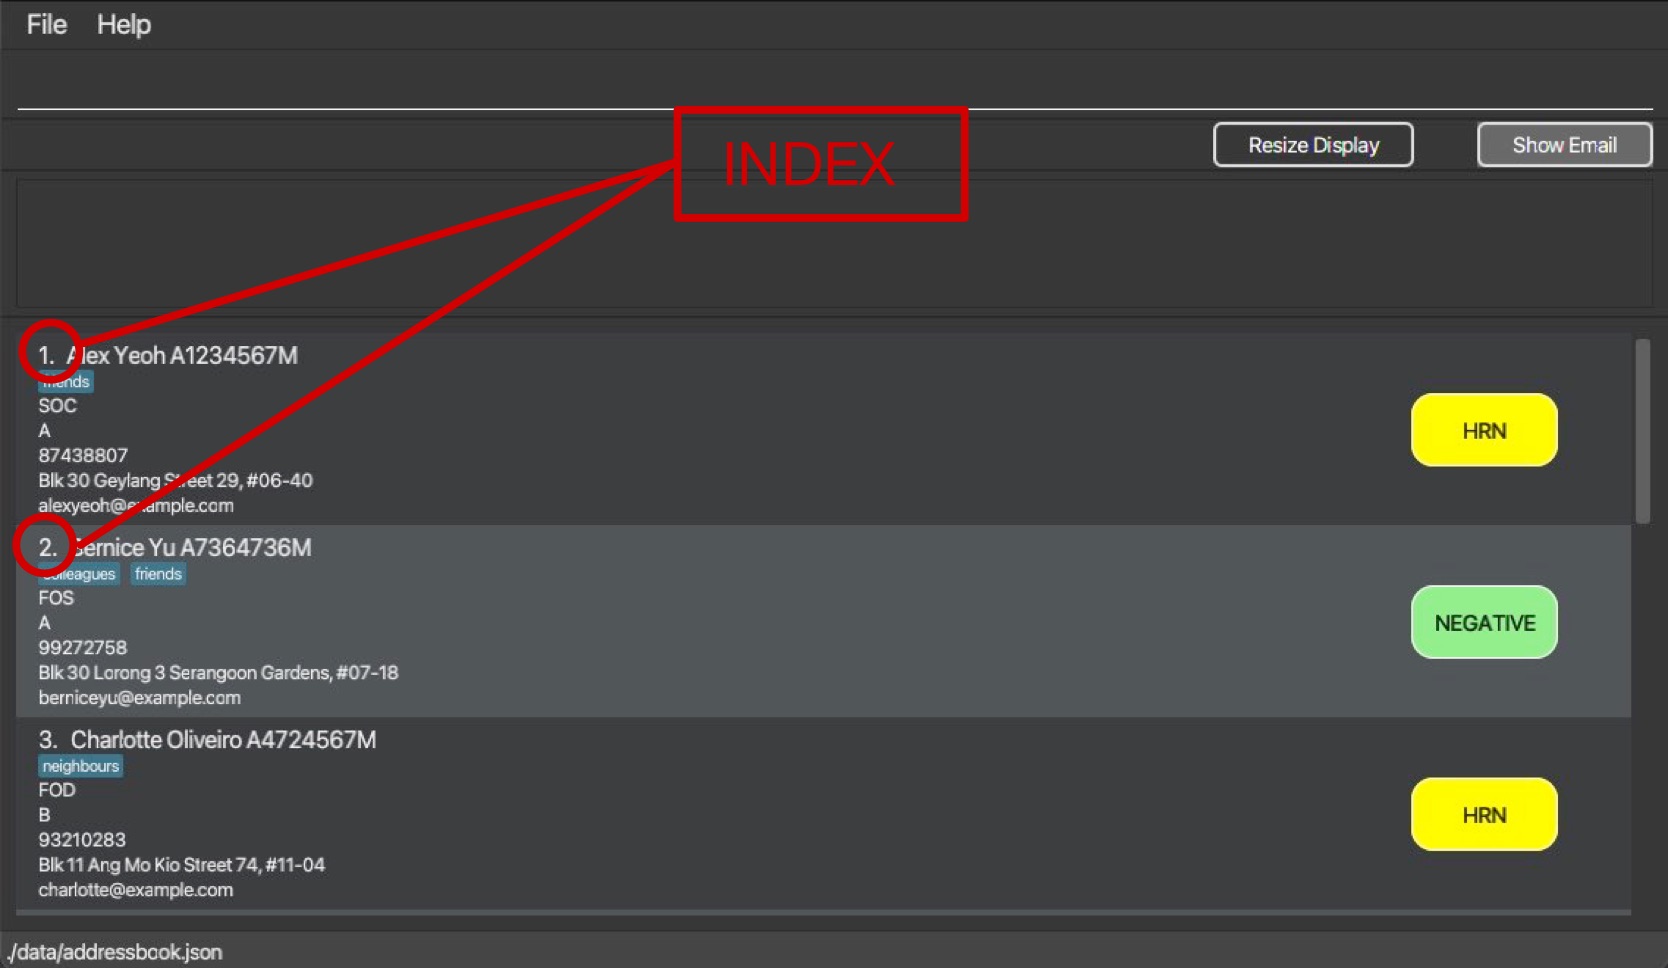 File Help
INDEX
Resize Display Show Email
1. Alex Yeoh A1234567M
friends
SOC
A
87438807
HRN
Blk 30 Geylang Street 29, #06-40
alexyeoh@example.com
2. Bernice Yu A7364736M
colleagues friends
FOS
A
99272758
NEGATIVE
Blk 30 Lorong 3 Serangoon Gardens, #07-18
berniceyu@example.com
3. Charlotte Oliveiro A4724567M
neighbours
FOD
B
93210283
HRN
Blk 11 Ang Mo Kio Street 74, #11-04
charlotte@example.com
./data/addressbook.json